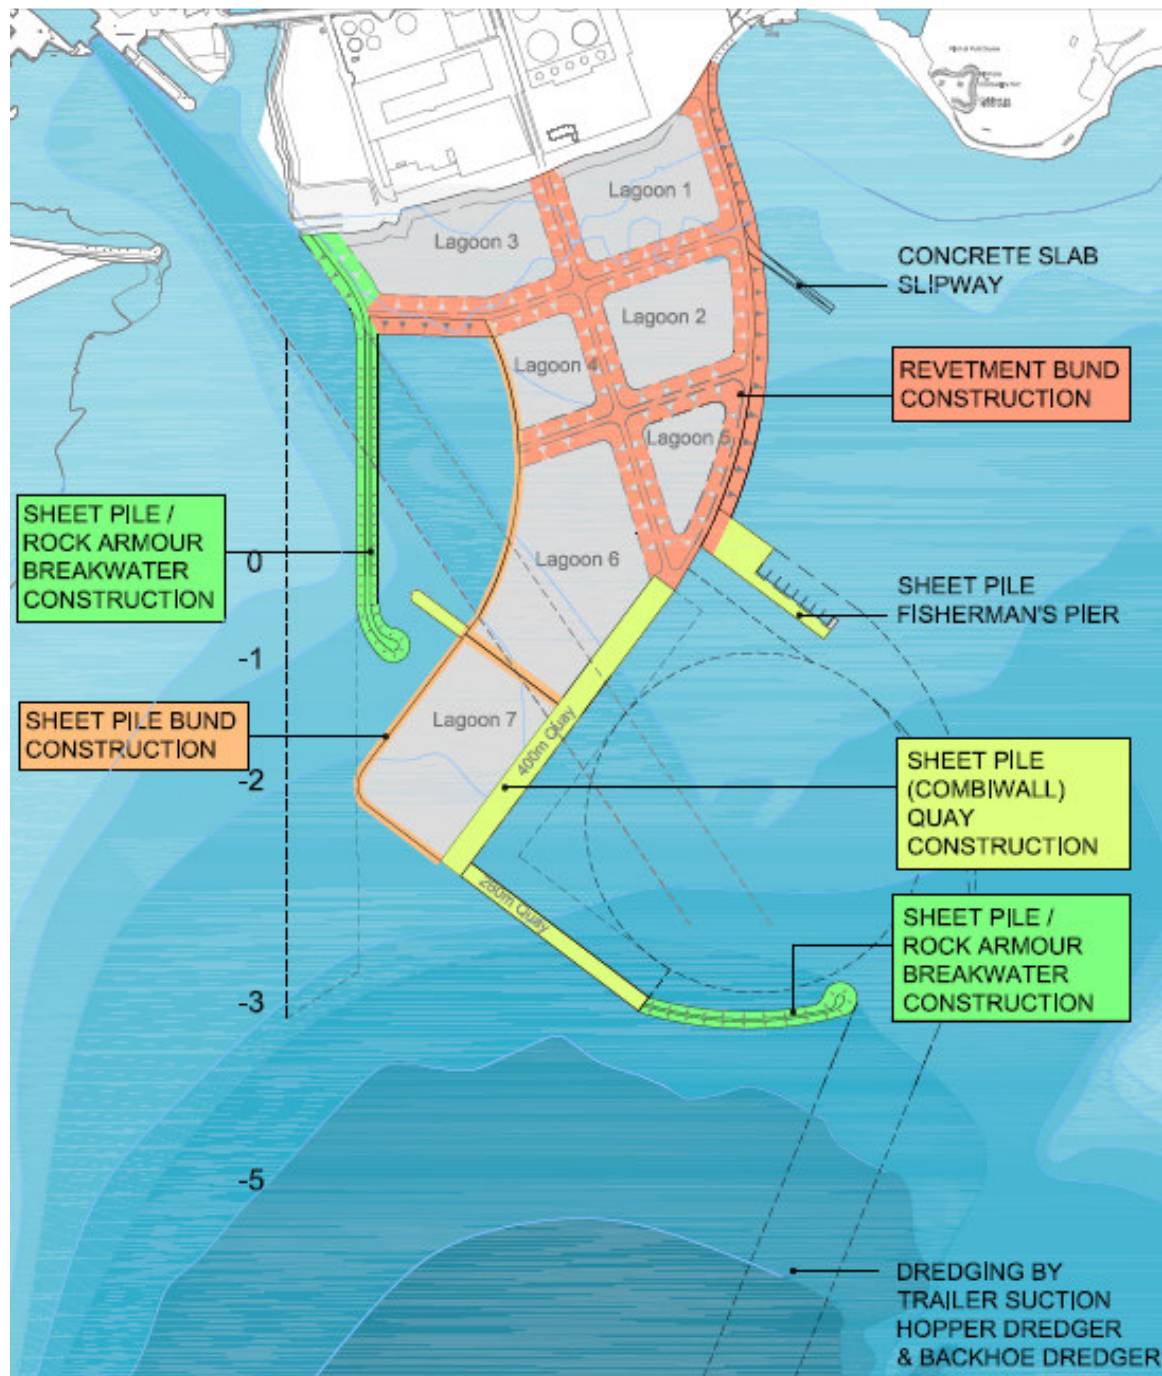 Lagoon 1
Lagoon 3
CONCRETE SLAB
SLIPWAY
Lagoon 2
Lagoon 4
REVETMENT BUND
CONSTRUCTION
Lagoon 5
SHEET PILE /
ROCK ARMOUR
BREAKWATER
CONSTRUCTION
0
Lagoon 6
SHEET PILE
FISHERMAN'S PIER
-1
SHEET PILE BUND
CONSTRUCTION
Lagoon 7
400m Quay
-2
SHEET PILE
(COMBIWALL)
QUAY
CONSTRUCTION
280m Quay
SHEET PILE /
ROCK ARMOUR
BREAKWATER
CONSTRUCTION
-3
-5
DREDGING BY
TRAILER SUCTION
HOPPER DREDGER
& BACKHOE DREDGER